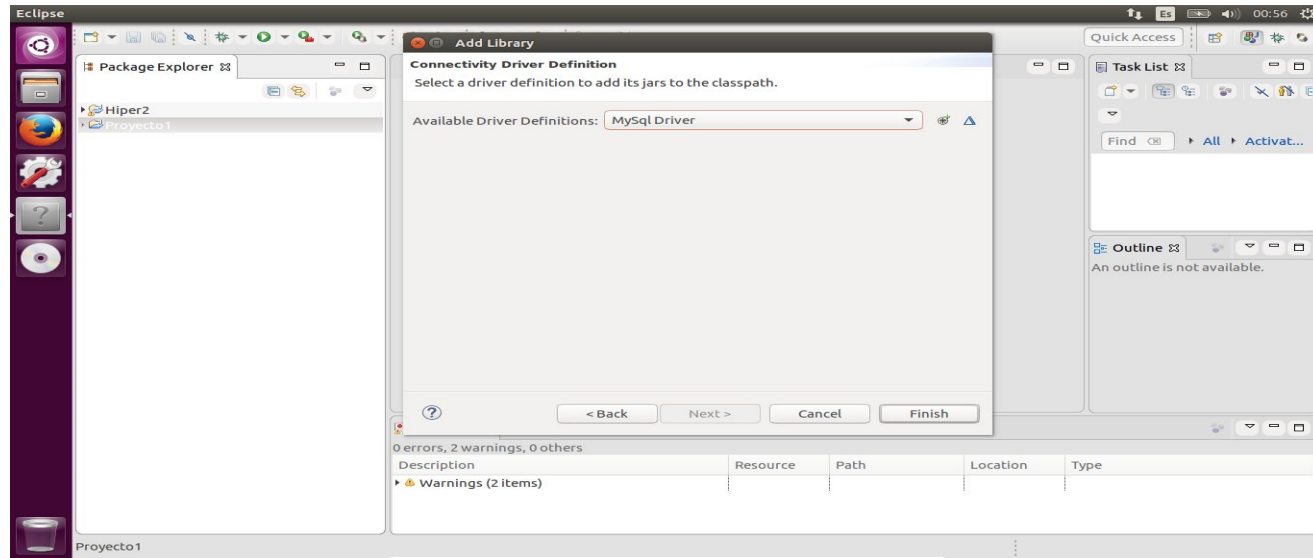 Eclipse
Es
00:56
Quick Access
Package Explorer
Hiper2
Proyecto1
Add Library
Connectivity Driver Definition
Select a driver definition to add its jars to the classpath.
Available Driver Definitions: MySql Driver
< Back
Next >
Cancel
Finish
Task List
Find
All
Activat...
Outline
An outline is not available.
0 errors, 2 warnings, 0 others
Description Resource Path Location Type
Warnings (2 items)
Proyecto1